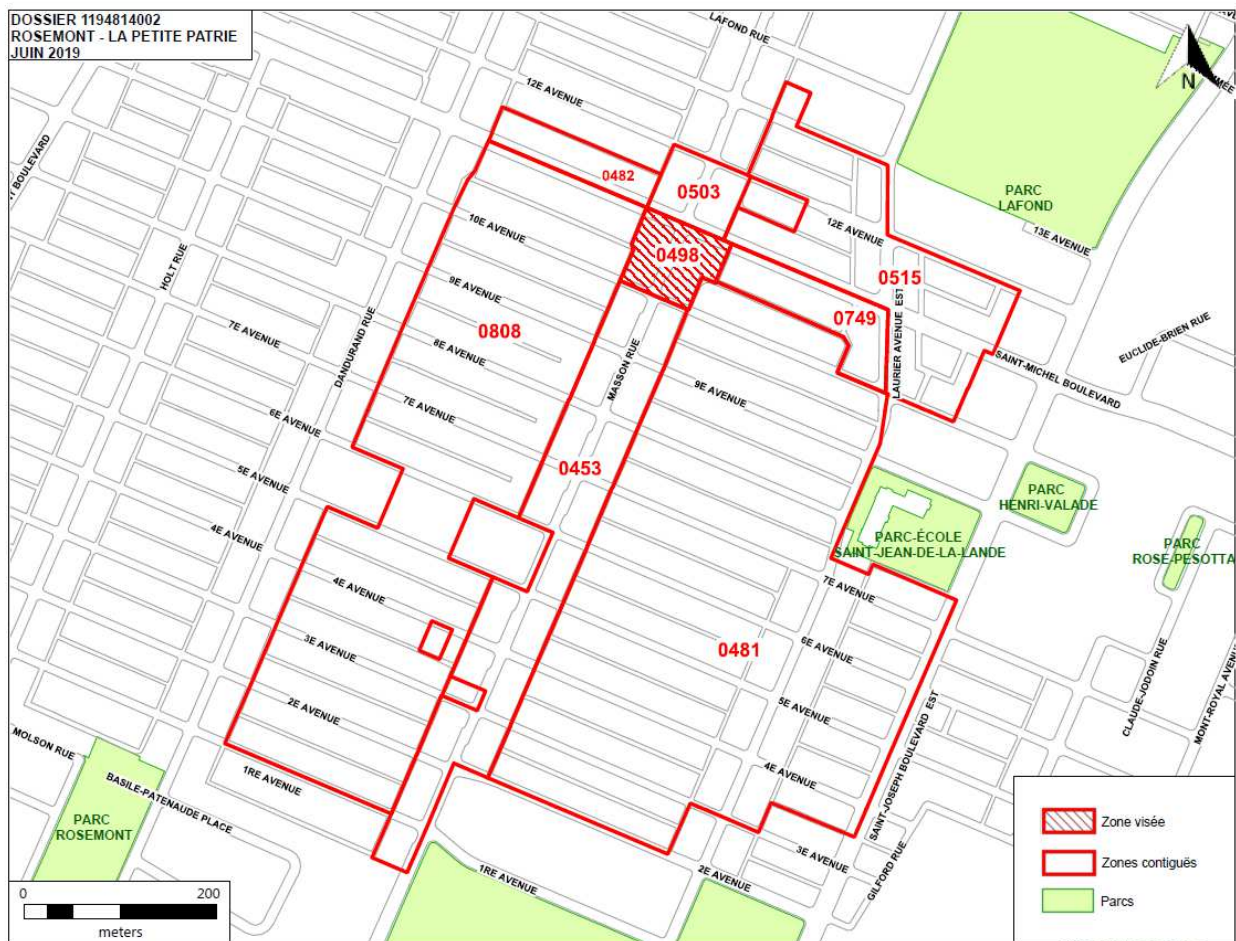 DOSSIER 1194814002
ROSEMONT - LA PETITE PATRIE
JUIN 2019
LAFOND RUE
N
12E AVENUE
PARC
LAFOND
13E AVENUE
0482
0503
12E AVENUE
10E AVENUE
0498
0515
HOLT RUE
9E AVENUE
0808
0749
LAURIER AVENUE EST
EUCLIDE-BRIEN RUE
7E AVENUE
8E AVENUE
DANDURAND RUE
MASSON RUE
9E AVENUE
SAINT-MICHEL BOULEVARD
7E AVENUE
6E AVENUE
5E AVENUE
0453
PARC
HENRI-VALADE
4E AVENUE
PARC-ÉCOLE
SAINT-JEAN-DE-LA-LANDE
PARC
ROSE-PESOTTA
4E AVENUE
7E AVENUE
3E AVENUE
0481
6E AVENUE
2E AVENUE
5E AVENUE
CLAUDE-JODOIN RUE
MONT-ROYAL AVENUE
MOLSON RUE
1RE AVENUE
4E AVENUE
SAINT-JOSEPH BOULEVARD EST
BASILE-PATENAUDE PLACE
PARC
ROSEMONT
3E AVENUE
1RE AVENUE
2E AVENUE
GILFORD RUE
Zone visée
Zones contiguës
Parcs
0 200
meters